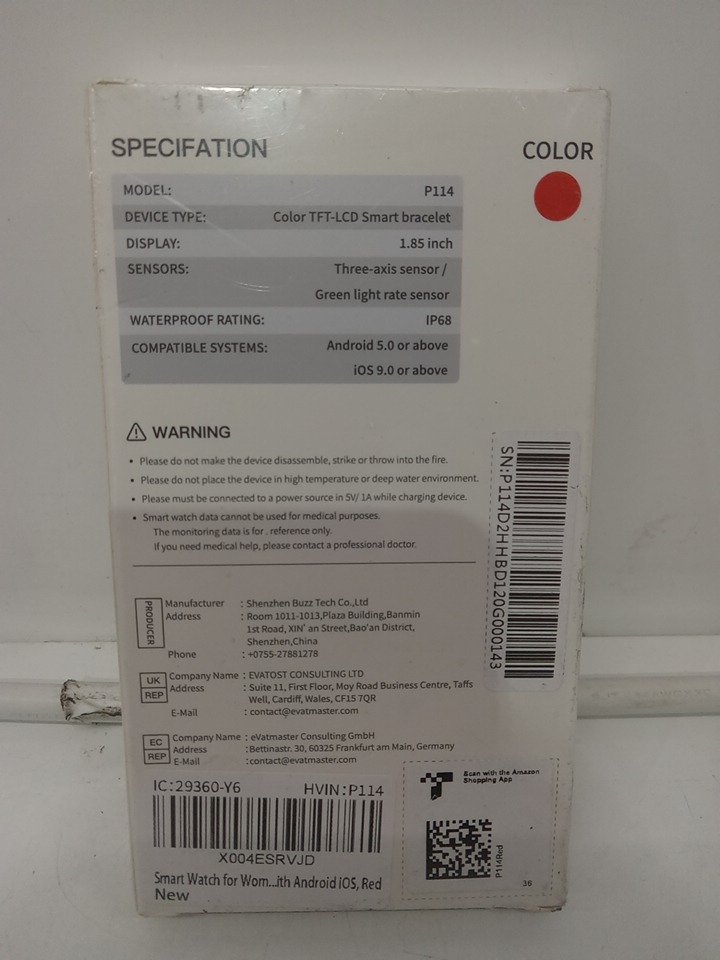 SPECIFATION
COLOR
MODEL: P114
DEVICE TYPE: Color TFT-LCD Smart bracelet
DISPLAY: 1.85 inch
SENSORS: Three-axis sensor /
Green light rate sensor
WATERPROOF RATING: IP68
COMPATIBLE SYSTEMS: Android 5.0 or above
iOS 9.0 or above
WARNING
• Please do not make the device disassemble, strike or throw into the fire.
• Please do not place the device in high temperature or deep water environment.
• Please must be connected to a power source in 5V/ 1A while charging device.
• Smart watch data cannot be used for medical purposes.
The monitoring data is for . reference only.
If you need medical help, please contact a professional doctor.
SN:P114D2HHBD120G000143
PRODUCER
Manufacturer : Shenzhen Buzz Tech Co.,Ltd
Address : Room 1011-1013,Plaza Building,Banmin
1st Road, XIN' an Street,Bao'an District,
Shenzhen,China
Phone : +0755-27881278
UK REP
Company Name : EVATOST CONSULTING LTD
Address : Suite 11, First Floor, Moy Road Business Centre, Taffs
Well, Cardiff, Wales, CF15 7QR
E-Mail : contact@evatmaster.com
EC REP
Company Name : eVatmaster Consulting GmbH
Address : Bettinastr. 30, 60325 Frankfurt am Main, Germany
E-Mail : contact@evatmaster.com
IC:29360-Y6 HVIN:P114
X004ESRVJD
Smart Watch for Wom...ith Android iOS, Red
New
Scan with the Amazon
Shopping App
P114Red
36